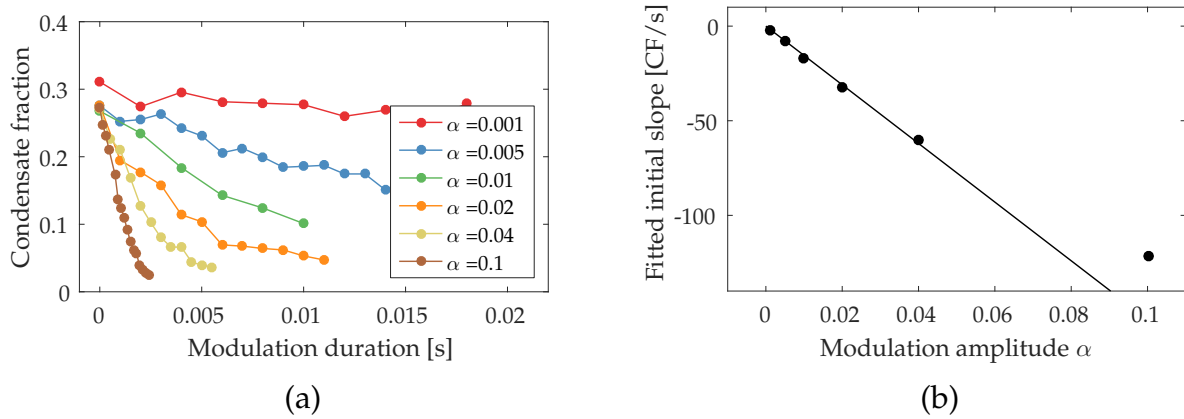 0.4
0.3
0.2
0.1
0
Condensate fraction
0
0.005
0.01
0.015
0.02
Modulation duration [s]
α =0.001
α =0.005
α =0.01
α =0.02
α =0.04
α =0.1
(a)
0
-50
-100
Fitted initial slope [CF/s]
0
0.02
0.04
0.06
0.08
0.1
Modulation amplitude α
(b)